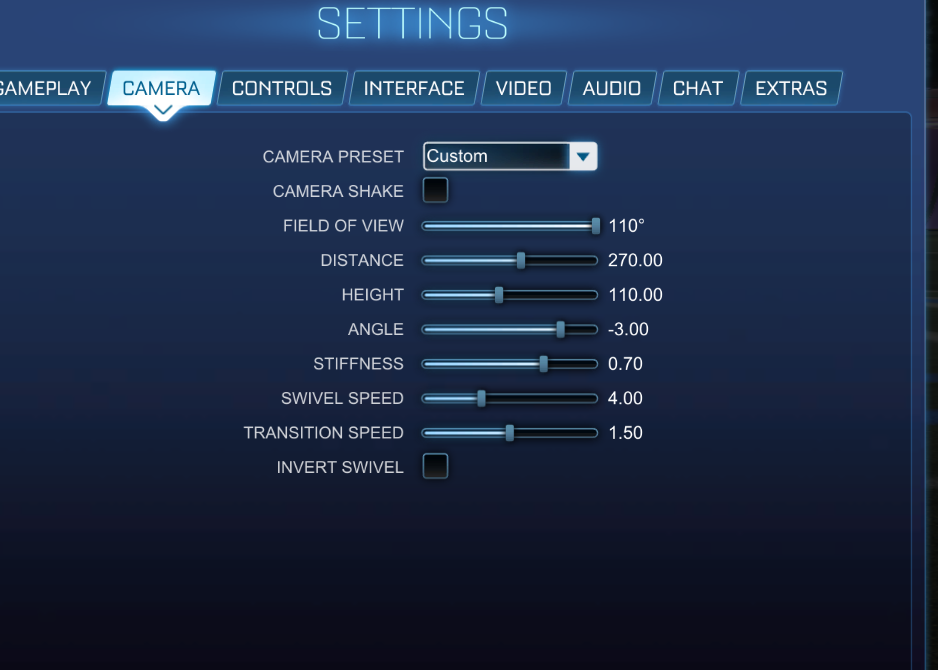 SETTINGS
GAMEPLAY CAMERA CONTROLS INTERFACE VIDEO AUDIO CHAT EXTRAS
CAMERA PRESET Custom
CAMERA SHAKE
FIELD OF VIEW 110°
DISTANCE 270.00
HEIGHT 110.00
ANGLE -3.00
STIFFNESS 0.70
SWIVEL SPEED 4.00
TRANSITION SPEED 1.50
INVERT SWIVEL